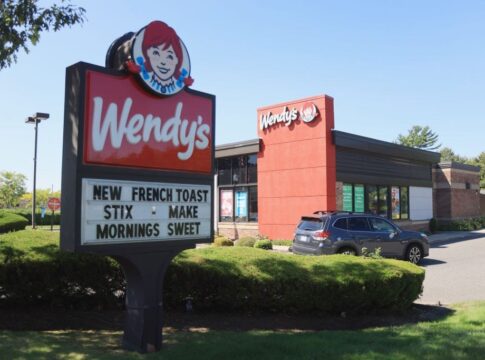 Wendy's
NEW FRENCH TOAST
STIX MAKE
MORNINGS SWEET
Wendy's